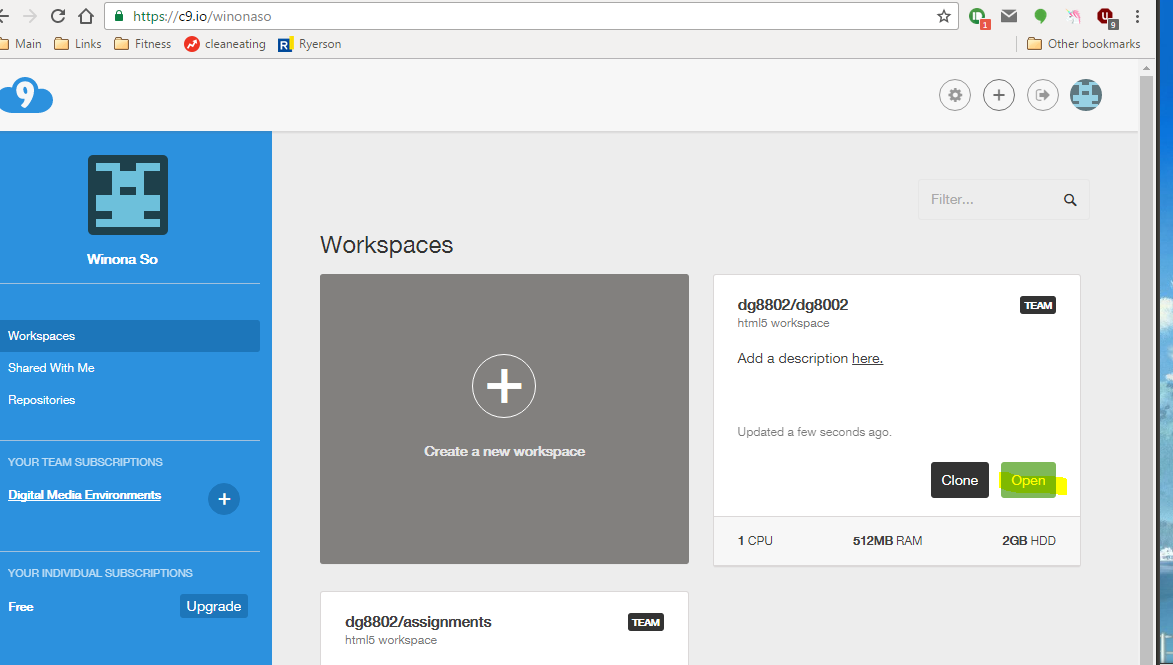 https://c9.io/winonaso
1
9
Main
Links
Fitness
cleaneating
R
Ryerson
Other bookmarks
9
Winona So
Workspaces
Shared With Me
Repositories
YOUR TEAM SUBSCRIPTIONS
Digital Media Environments
+
YOUR INDIVIDUAL SUBSCRIPTIONS
Free
Upgrade
Filter...
Workspaces
Create a new workspace
dg8802/dg8002
TEAM
html5 workspace
Add a description here.
Updated a few seconds ago.
Clone
Open
1 CPU
512MB RAM
2GB HDD
dg8802/assignments
TEAM
html5 workspace